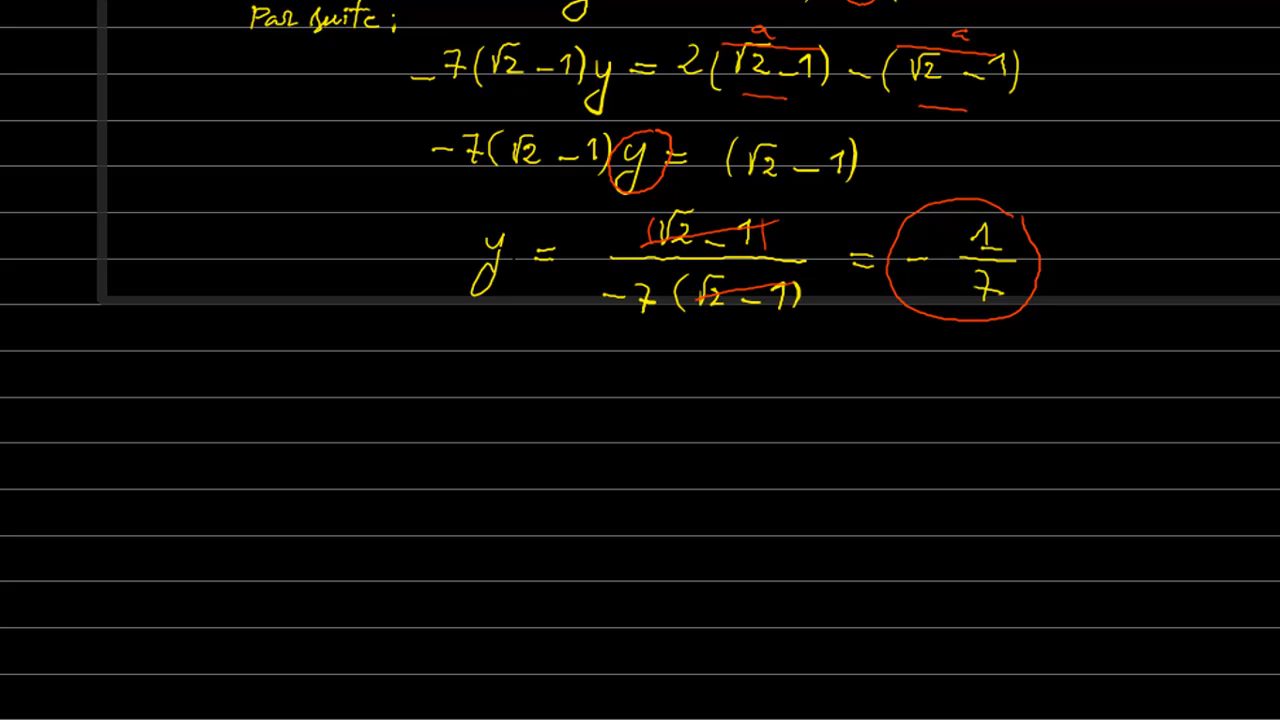 y
Par suite :
a a
-7(√2 - 1)y = 2(√2 - 1) - (√2 - 1)
-7(√2 - 1)y = (√2 - 1)
y = (√2 - 1) / -7(√2 - 1) = - 1/7